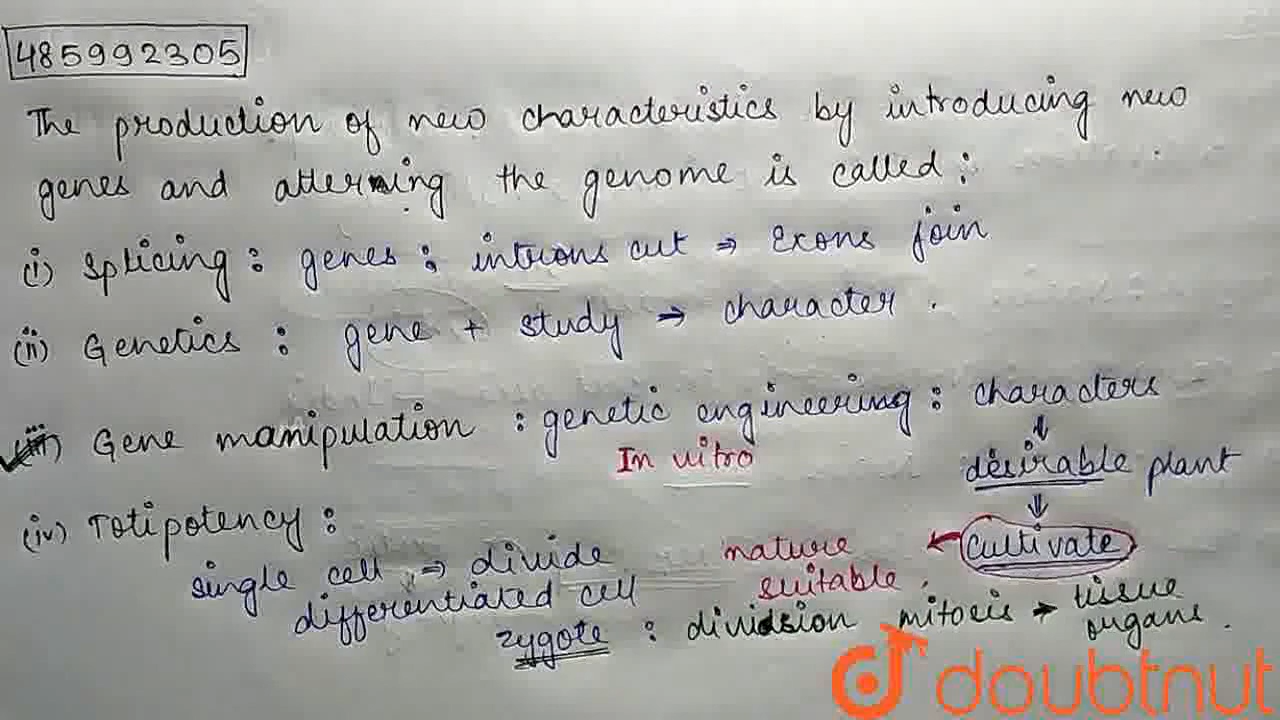 485992305
The production of new characteristics by introducing new
genes and atterning the genome is called :
(i) Splicing : genes : introns cut ⇒ Exons join
(ii) Genetics : gene + study → character .
(iii) Gene manipulation : genetic engineering : characters
In vitro
↓
desirable plant
⇓
(iv) Totipotency :
nature ← cultivate
suitable .
single cell ⇒ divide
differentiated cell
zygote : dividsion mitosis → tissue
organs .
doubtnut